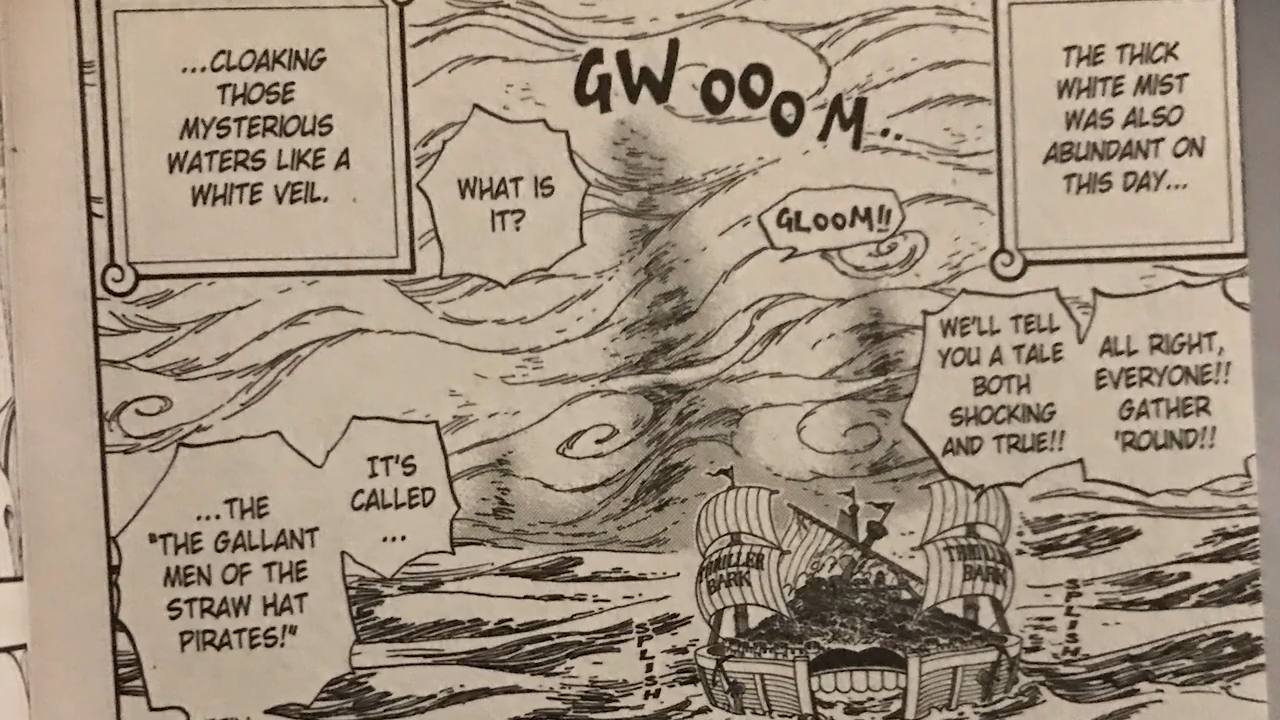 THE THICK
WHITE MIST
WAS ALSO
ABUNDANT ON
THIS DAY...
...CLOAKING
THOSE
MYSTERIOUS
WATERS LIKE A
WHITE VEIL.
GWOOOM..
GLOOM!!
WHAT IS
IT?
ALL RIGHT,
EVERYONE!!
GATHER
'ROUND!!
WE'LL TELL
YOU A TALE
BOTH
SHOCKING
AND TRUE!!
IT'S
CALLED
...
...THE
"THE GALLANT
MEN OF THE
STRAW HAT
PIRATES!"
THRILLER
BARK
THRILLER
BARK
SPLISH
SPLISH